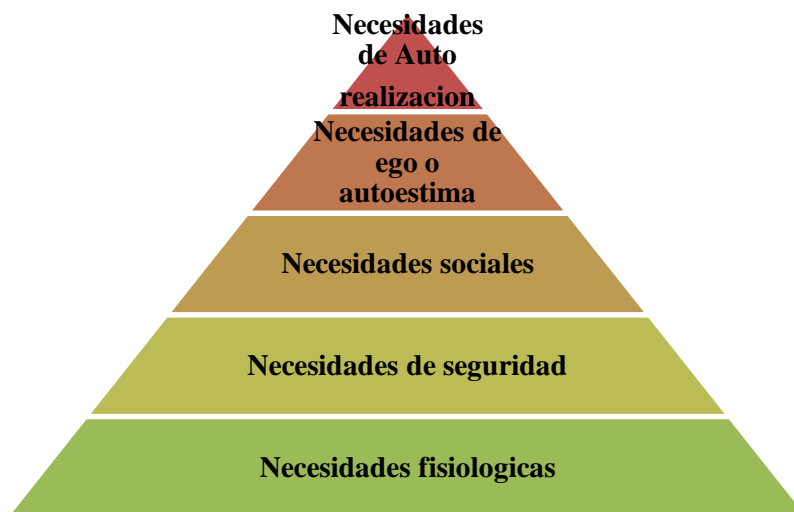 Necesidades
de Auto
realizacion
Necesidades de
ego o
autoestima
Necesidades sociales
Necesidades de seguridad
Necesidades fisiologicas